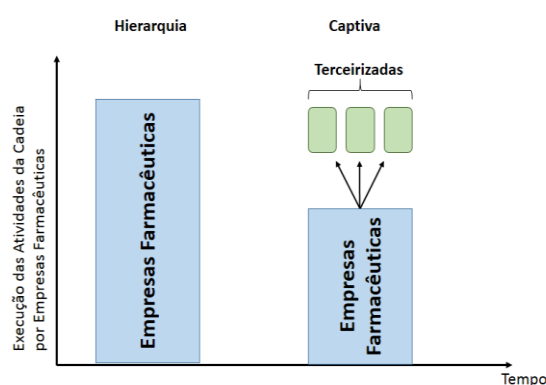 Hierarquia
Captiva
Terceirizadas
Execução das Atividades da Cadeia
por Empresas Farmacêuticas
Empresas Farmacêuticas
Empresas
Farmacêuticas
Tempo